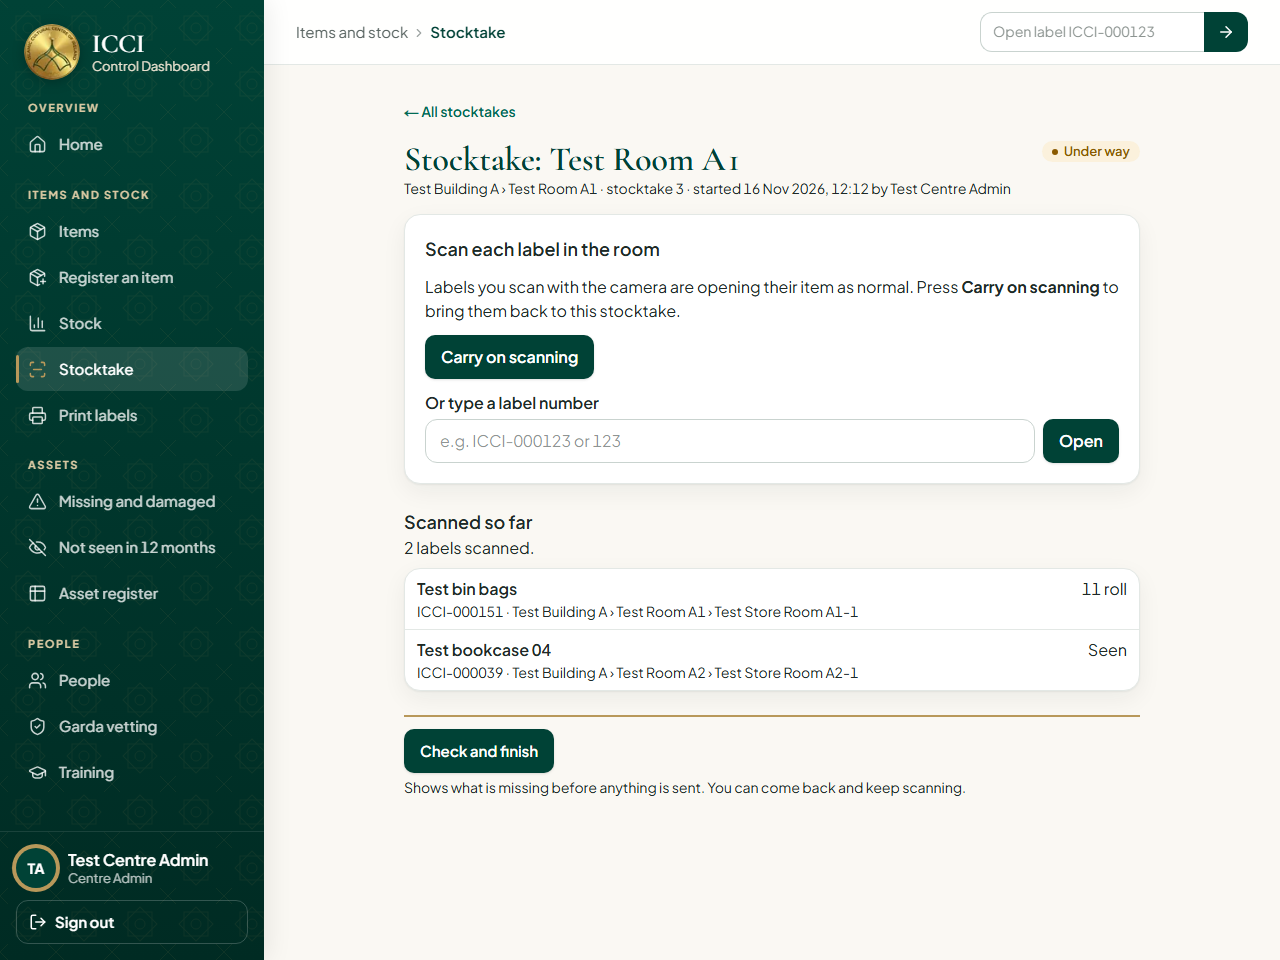 ICCI
Control Dashboard
OVERVIEW
Home
ITEMS AND STOCK
Items
Register an item
Stock
Stocktake
Print labels
ASSETS
Missing and damaged
Not seen in 12 months
Asset register
PEOPLE
People
Garda vetting
Training
TA
Test Centre Admin
Centre Admin
Sign out
Items and stock › Stocktake
Open label ICCI-000123
← All stocktakes
Stocktake: Test Room A1
Under way
Test Building A › Test Room A1 · stocktake 3 · started 16 Nov 2026, 12:12 by Test Centre Admin
Scan each label in the room
Labels you scan with the camera are opening their item as normal. Press Carry on scanning to
bring them back to this stocktake.
Carry on scanning
Or type a label number
e.g. ICCI-000123 or 123
Open
Scanned so far
2 labels scanned.
Test bin bags
11 roll
ICCI-000151 · Test Building A › Test Room A1 › Test Store Room A1-1
Test bookcase 04
Seen
ICCI-000039 · Test Building A › Test Room A2 › Test Store Room A2-1
Check and finish
Shows what is missing before anything is sent. You can come back and keep scanning.